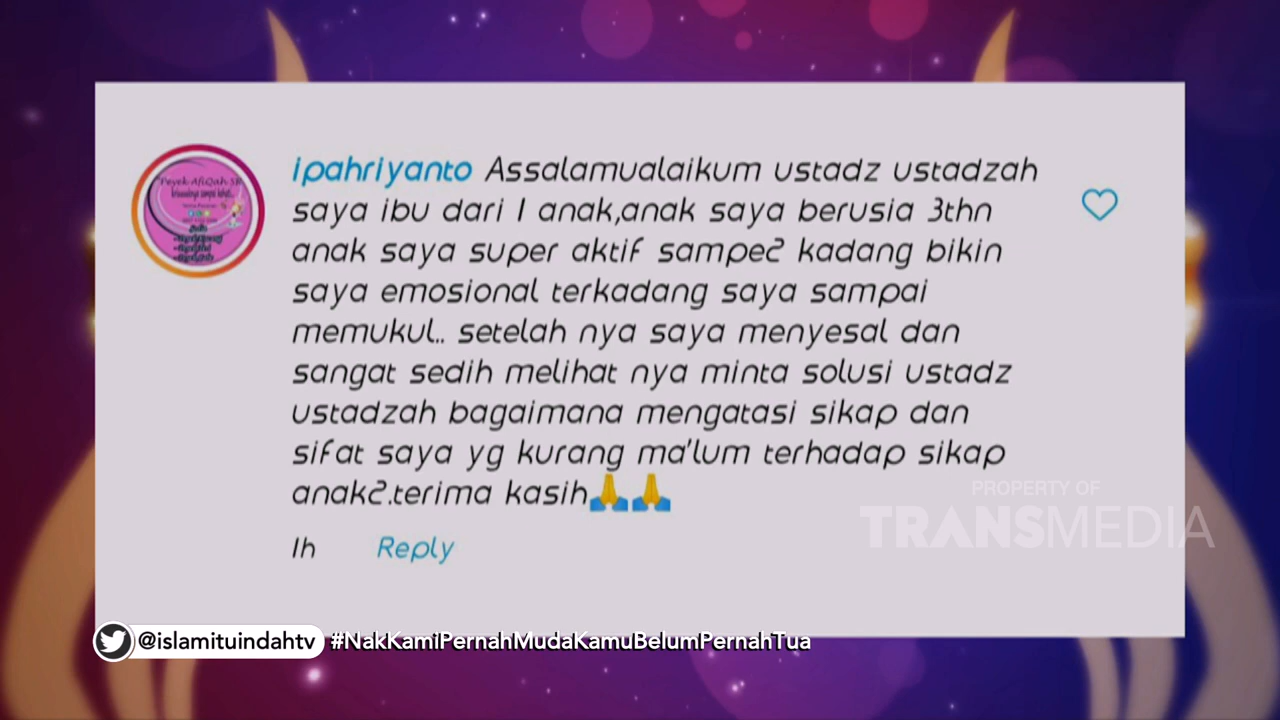 ipahriyanto Assalamualaikum ustadz ustadzah
saya ibu dari 1 anak,anak saya berusia 3thn
anak saya super aktif sampe2 kadang bikin
saya emosional terkadang saya sampai
memukul.. setelah nya saya menyesal dan
sangat sedih melihat nya minta solusi ustadz
ustadzah bagaimana mengatasi sikap dan
sifat saya yg kurang ma'lum terhadap sikap
anak2.terima kasih🙏🙏
1h Reply
PROPERTY OF
TRANSMEDIA
@islamituindahtv #NakKamiPernahMudaKamuBelumPernahTua